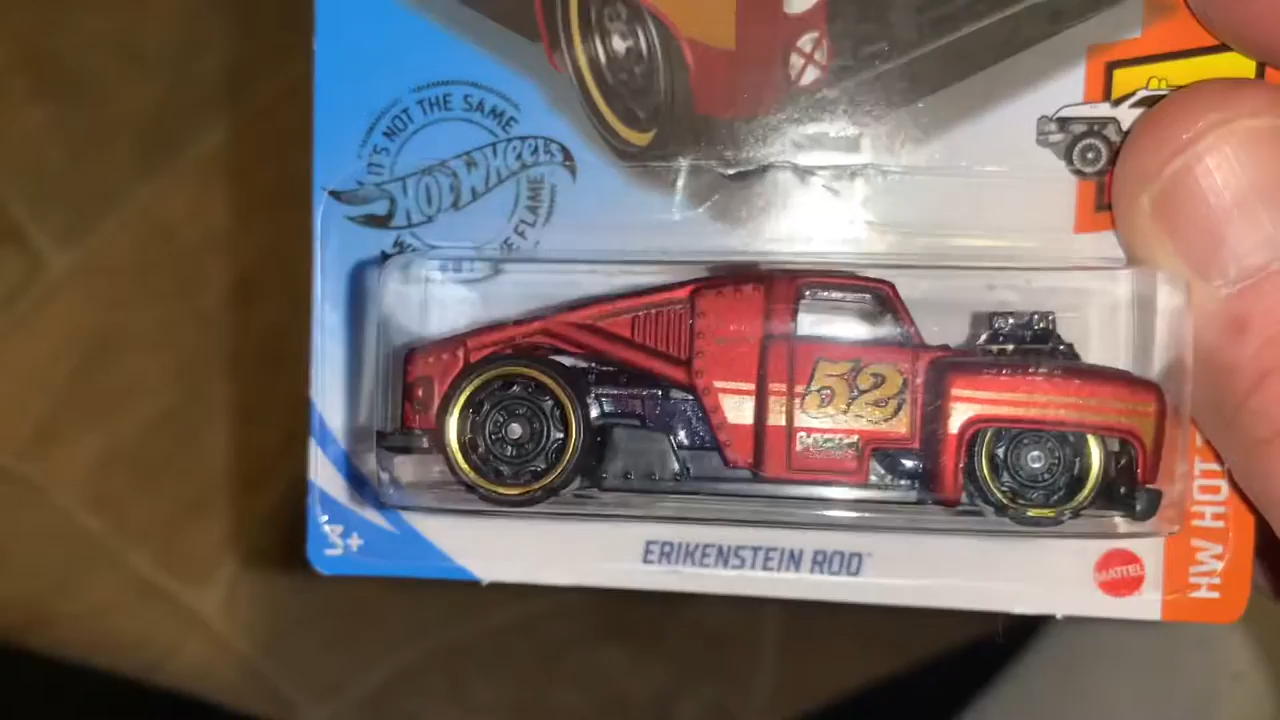 IT'S NOT THE SAME
HOT WHEELS
FLAME
52
3+
ERIKENSTEIN ROD
MATTEL
HW HOT